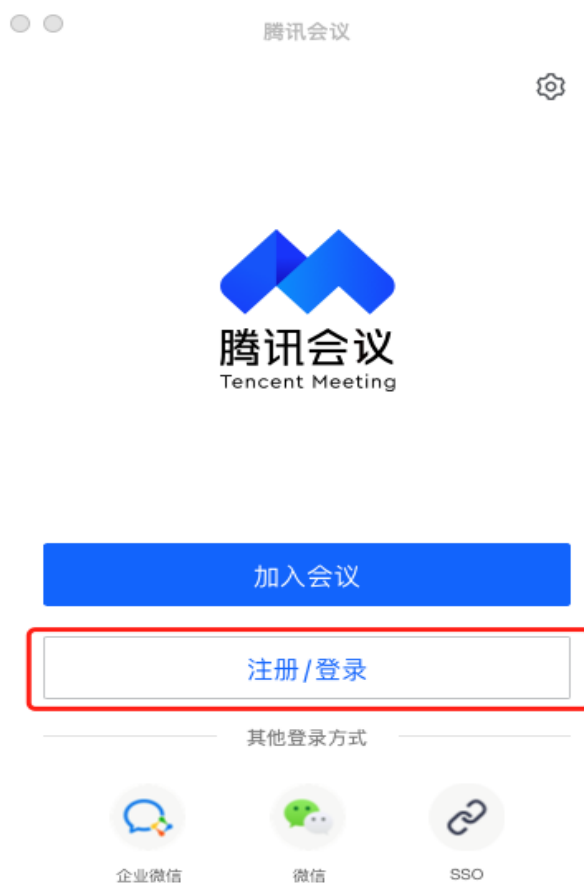 腾讯会议
腾讯会议
Tencent Meeting
加入会议
注册/登录
其他登录方式
企业微信
微信
SSO